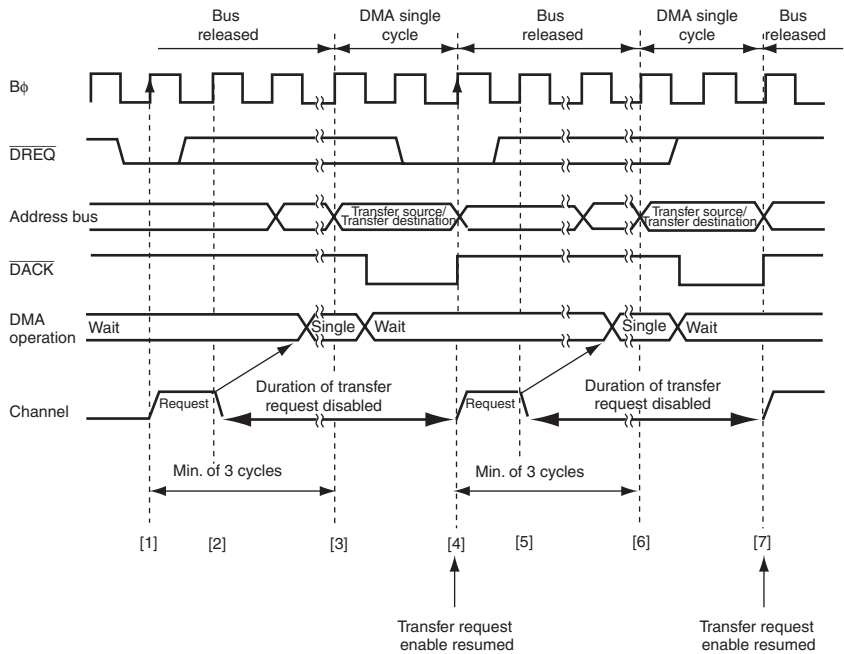 Bus
released
DMA single
cycle
Bus
released
DMA single
cycle
Bus
released
Bϕ
DREQ
Address bus
Transfer source/
Transfer destination
Transfer source/
Transfer destination
DACK
DMA
operation
Wait
Single
Wait
Single
Wait
Channel
Request
Duration of transfer
request disabled
Request
Duration of transfer
request disabled
Min. of 3 cycles
Min. of 3 cycles
[1]
[2]
[3]
[4]
[5]
[6]
[7]
Transfer request
enable resumed
Transfer request
enable resumed